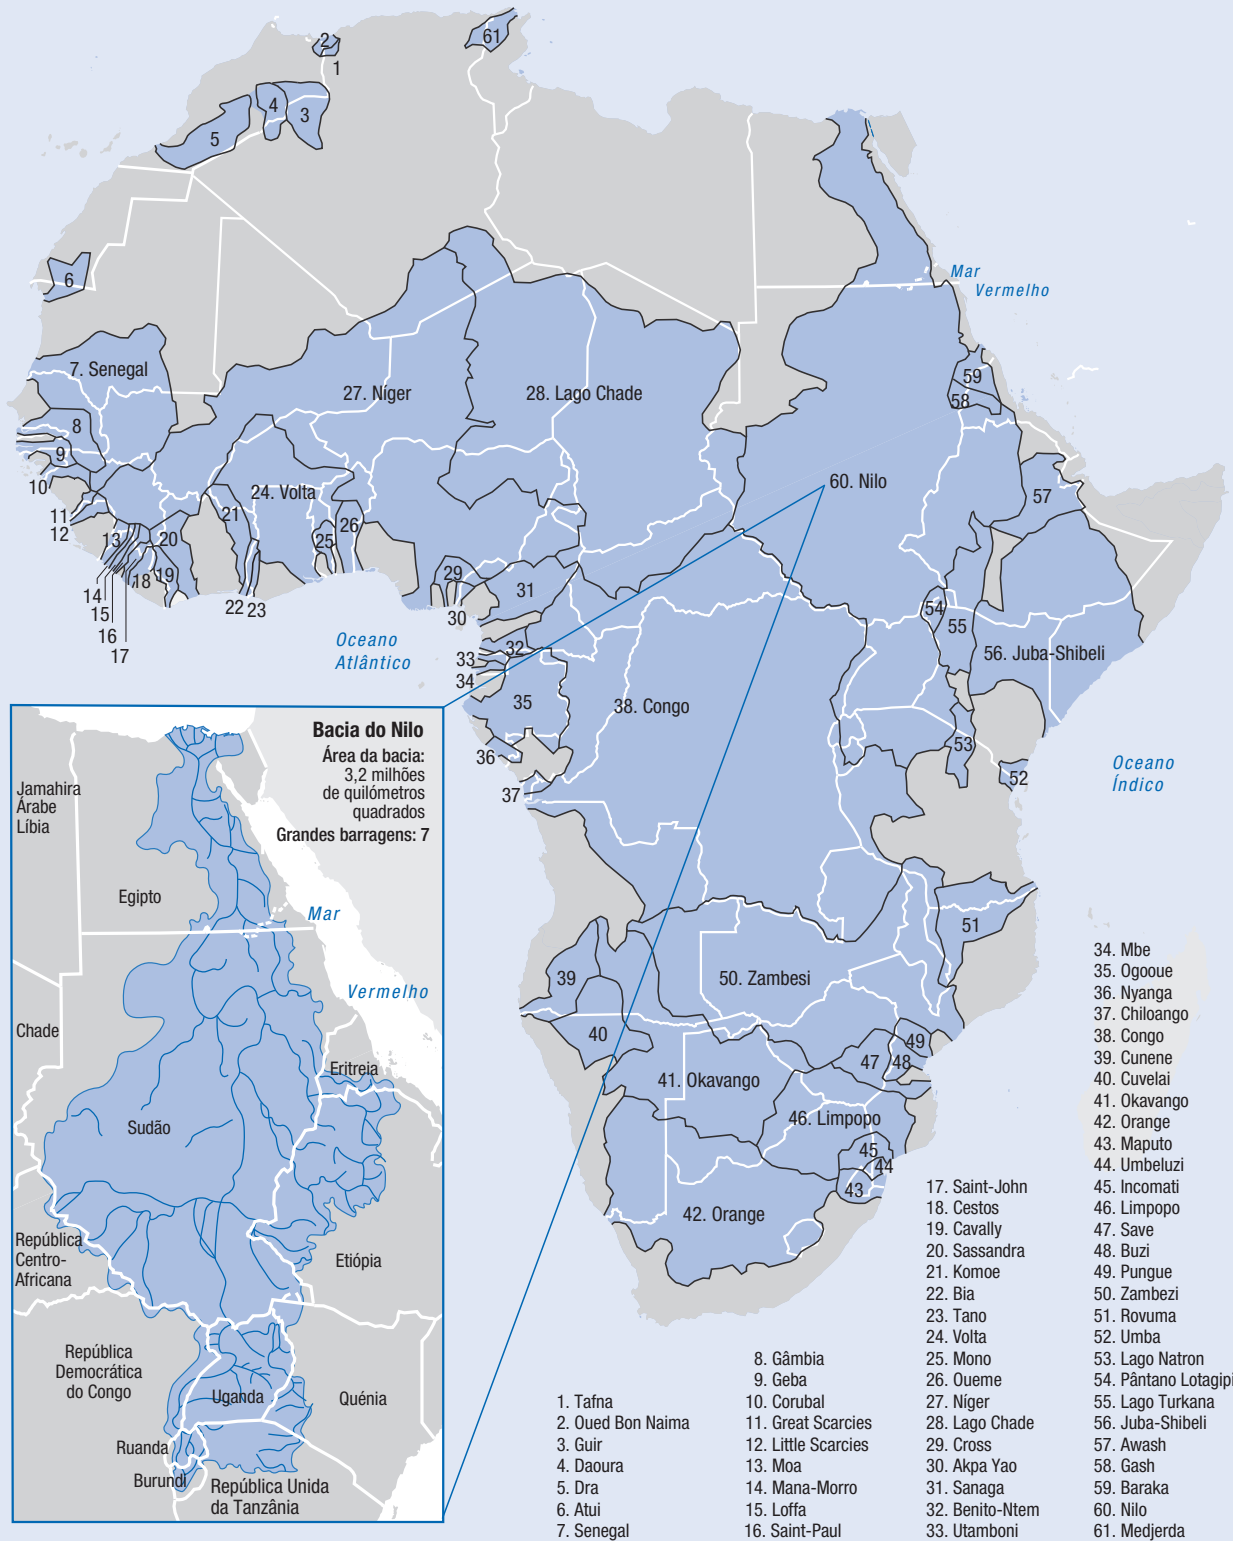 61
2
1
4
3
5
6
Mar
Vermelho
7. Senegal
27. Níger
28. Lago Chade
59
58
8
9
10
24. Volta
60. Nilo
57
11
12
13
20
21
25
26
14
15
16
17
18
19
22
23
29
30
31
54
55
56. Juba-Shibeli
Oceano
Atlântico
32
33
34
35
38. Congo
53
52
36
37
Oceano
Índico
51
39
50. Zambesi
40
49
47
48
41. Okavango
46. Limpopo
45
44
43
42. Orange
Bacia do Nilo
Área da bacia:
3,2 milhões
de quilómetros
quadrados
Grandes barragens: 7
Jamahira
Árabe
Líbia
Egipto
Mar
Vermelho
Chade
Eritreia
Sudão
República
Centro-
Africana
Etiópia
República
Democrática
do Congo
Uganda
Quénia
Ruanda
Burundi
República Unida
da Tanzânia
1. Tafna
2. Oued Bon Naima
3. Guir
4. Daoura
5. Dra
6. Atui
7. Senegal
8. Gâmbia
9. Geba
10. Corubal
11. Great Scarcies
12. Little Scarcies
13. Moa
14. Mana-Morro
15. Loffa
16. Saint-Paul
17. Saint-John
18. Cestos
19. Cavally
20. Sassandra
21. Komoe
22. Bia
23. Tano
24. Volta
25. Mono
26. Oueme
27. Níger
28. Lago Chade
29. Cross
30. Akpa Yao
31. Sanaga
32. Benito-Ntem
33. Utamboni
34. Mbe
35. Ogooue
36. Nyanga
37. Chiloango
38. Congo
39. Cunene
40. Cuvelai
41. Okavango
42. Orange
43. Maputo
44. Umbeluzi
45. Incomati
46. Limpopo
47. Save
48. Buzi
49. Pungue
50. Zambezi
51. Rovuma
52. Umba
53. Lago Natron
54. Pântano Lotagipi
55. Lago Turkana
56. Juba-Shibeli
57. Awash
58. Gash
59. Baraka
60. Nilo
61. Medjerda